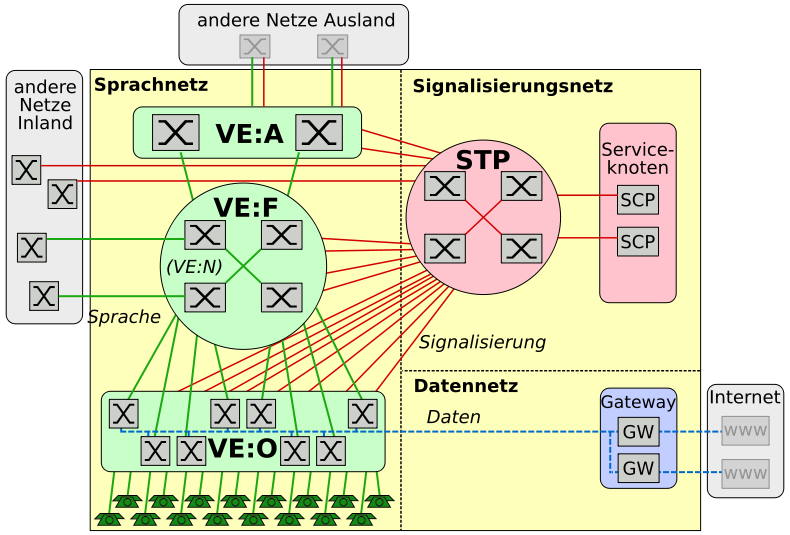 andere Netze Ausland
andere
Netze
Inland
Sprachnetz
Signalisierungsnetz
VE:A
STP
Service-
knoten
SCP
SCP
VE:F
(VE:N)
Sprache
Signalisierung
Datennetz
Daten
Gateway
GW
GW
Internet
www
www
VE:O